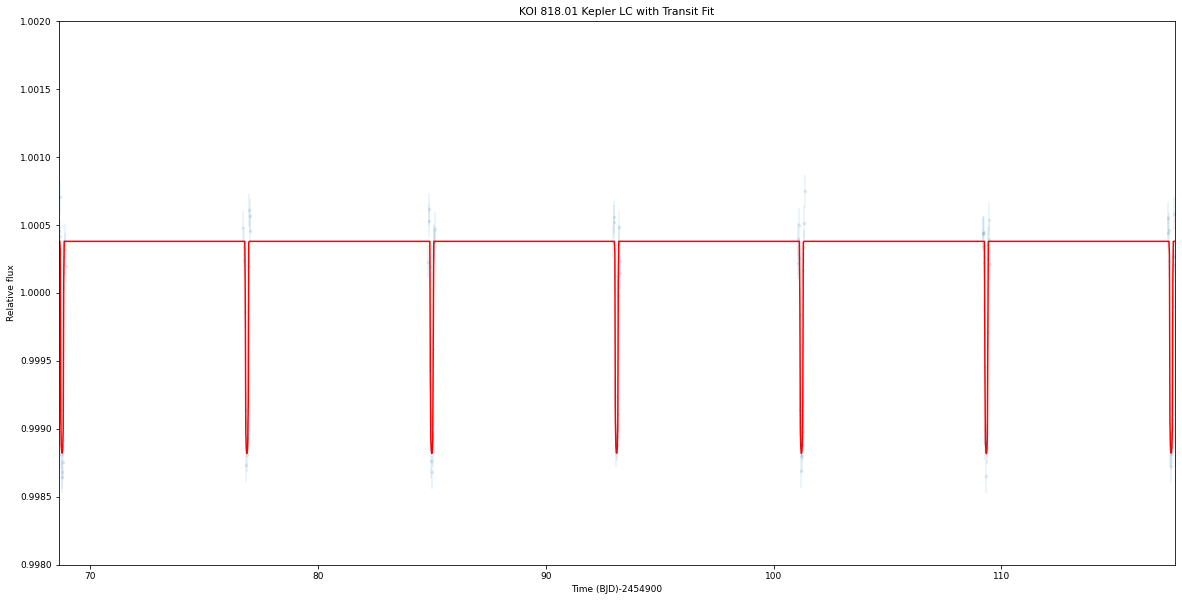 KOI 818.01 Kepler LC with Transit Fit
1.0020
1.0015
1.0010
1.0005
1.0000
0.9995
0.9990
0.9985
0.9980
Relative flux
70 80 90 100 110
Time (BJD)-2454900